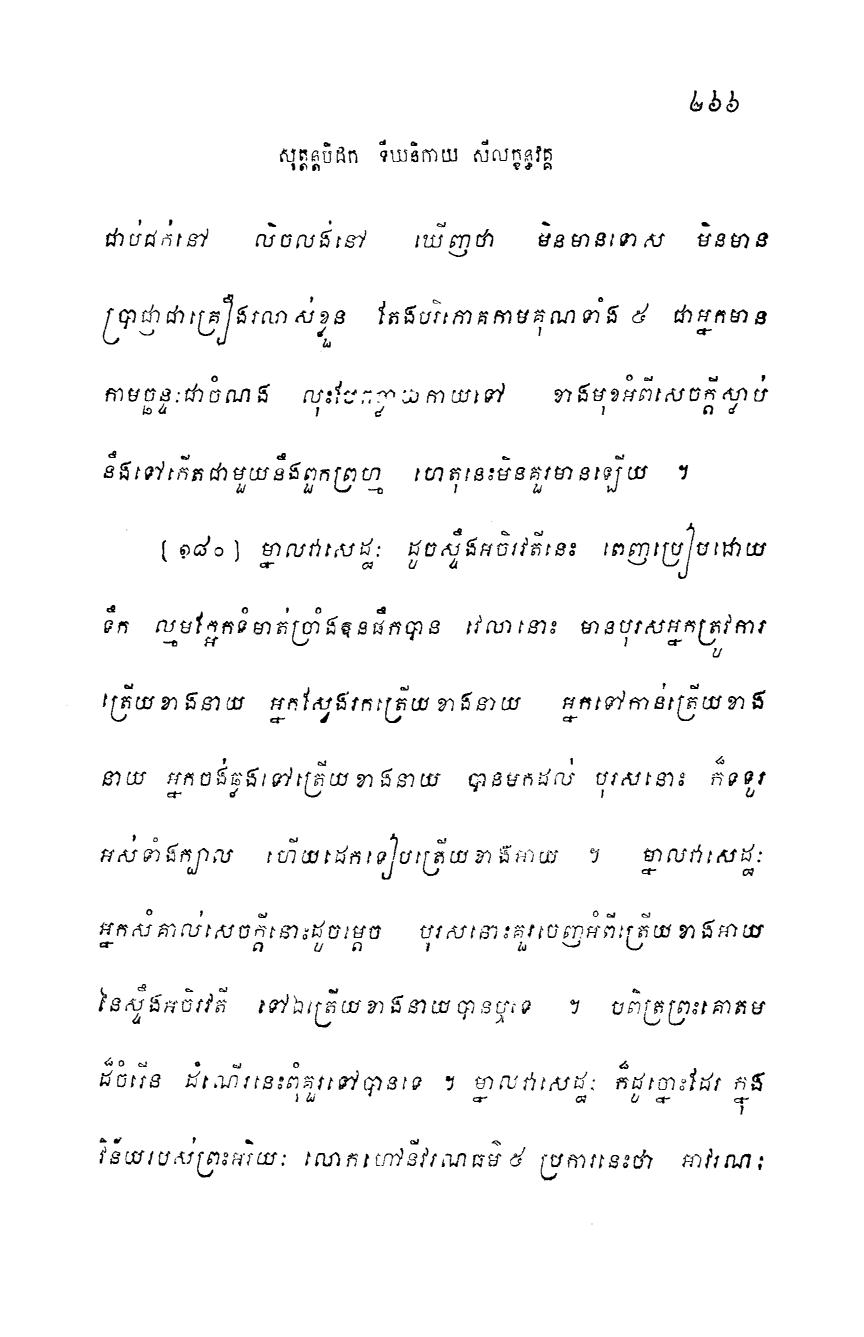 ៤៦៦
សុត្តន្តបិដក ទីឃនិកាយ សីលក្ខន្ធវគ្គ
ជាប់ជក់នៅ លិចលង់នៅ ឃើញថា មិនមានទោស មិនមាន
ប្រាជ្ញាជាគ្រឿងរលាស់ខ្លួន តែងបរិភោគកាមគុណទាំង ៥ ជាអ្នកមាន
កាមច្ឆន្ទៈជាចំណង លុះបែកធ្លាយកាយទៅ ខាងមុខអំពីសេចក្តីស្លាប់
នឹងទៅកើតជាមួយនឹងពួកព្រហ្ម ហេតុនេះមិនគួរមានឡើយ ។
(១៨០) ម្នាលវាសេដ្ឋៈ ដូចស្ទឹងអចិរវតីនេះ ពេញប្រៀបដោយ
ទឹក ល្មមក្អែកទំមាត់ច្រាំងឱនផឹកបាន វេលានោះ មានបុរសអ្នកត្រូវការ
ត្រើយខាងនាយ អ្នកស្វែងរកត្រើយខាងនាយ អ្នកទៅកាន់ត្រើយខាង
នាយ អ្នកចង់ឆ្លងទៅត្រើយខាងនាយ បានមកដល់ បុរសនោះ ក៏ទទូរ
អស់ទាំងក្បាល ហើយដេកទៀបត្រើយខាងអាយ ។ ម្នាលវាសេដ្ឋៈ
អ្នកសំគាល់សេចក្តីនោះដូចម្តេច បុរសនោះគួរចេញអំពីត្រើយខាងអាយ
នៃស្ទឹងអចិរវតី ទៅឯត្រើយខាងនាយបានឬទេ ។ បពិត្រព្រះគោតម
ដ៏ចំរើន ដំណើរនេះពុំគួរទៅបានទេ ។ ម្នាលវាសេដ្ឋៈ ក៏ដូច្នោះដែរ ក្នុង
វិន័យរបស់ព្រះអរិយៈ លោកហៅនីវរណធម៌ ៥ ប្រការនេះថា អាវរណៈ